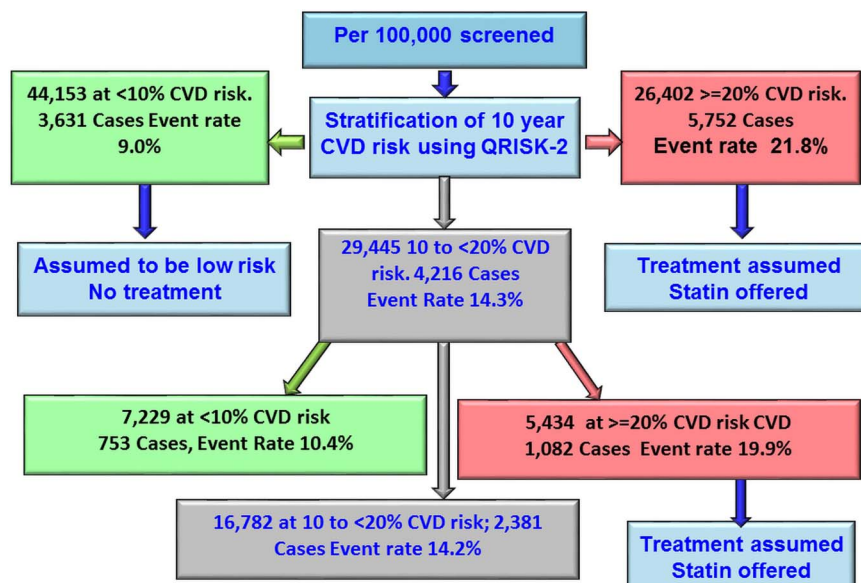 Per 100,000 screened
44,153 at <10% CVD risk.
3,631 Cases Event rate
9.0%
Stratification of 10 year
CVD risk using QRISK-2
26,402 >=20% CVD risk.
5,752 Cases
Event rate 21.8%
Assumed to be low risk
No treatment
29,445 10 to <20% CVD
risk. 4,216 Cases
Event Rate 14.3%
Treatment assumed
Statin offered
7,229 at <10% CVD risk
753 Cases, Event Rate 10.4%
5,434 at >=20% CVD risk CVD
1,082 Cases Event rate 19.9%
16,782 at 10 to <20% CVD risk; 2,381
Cases Event rate 14.2%
Treatment assumed
Statin offered